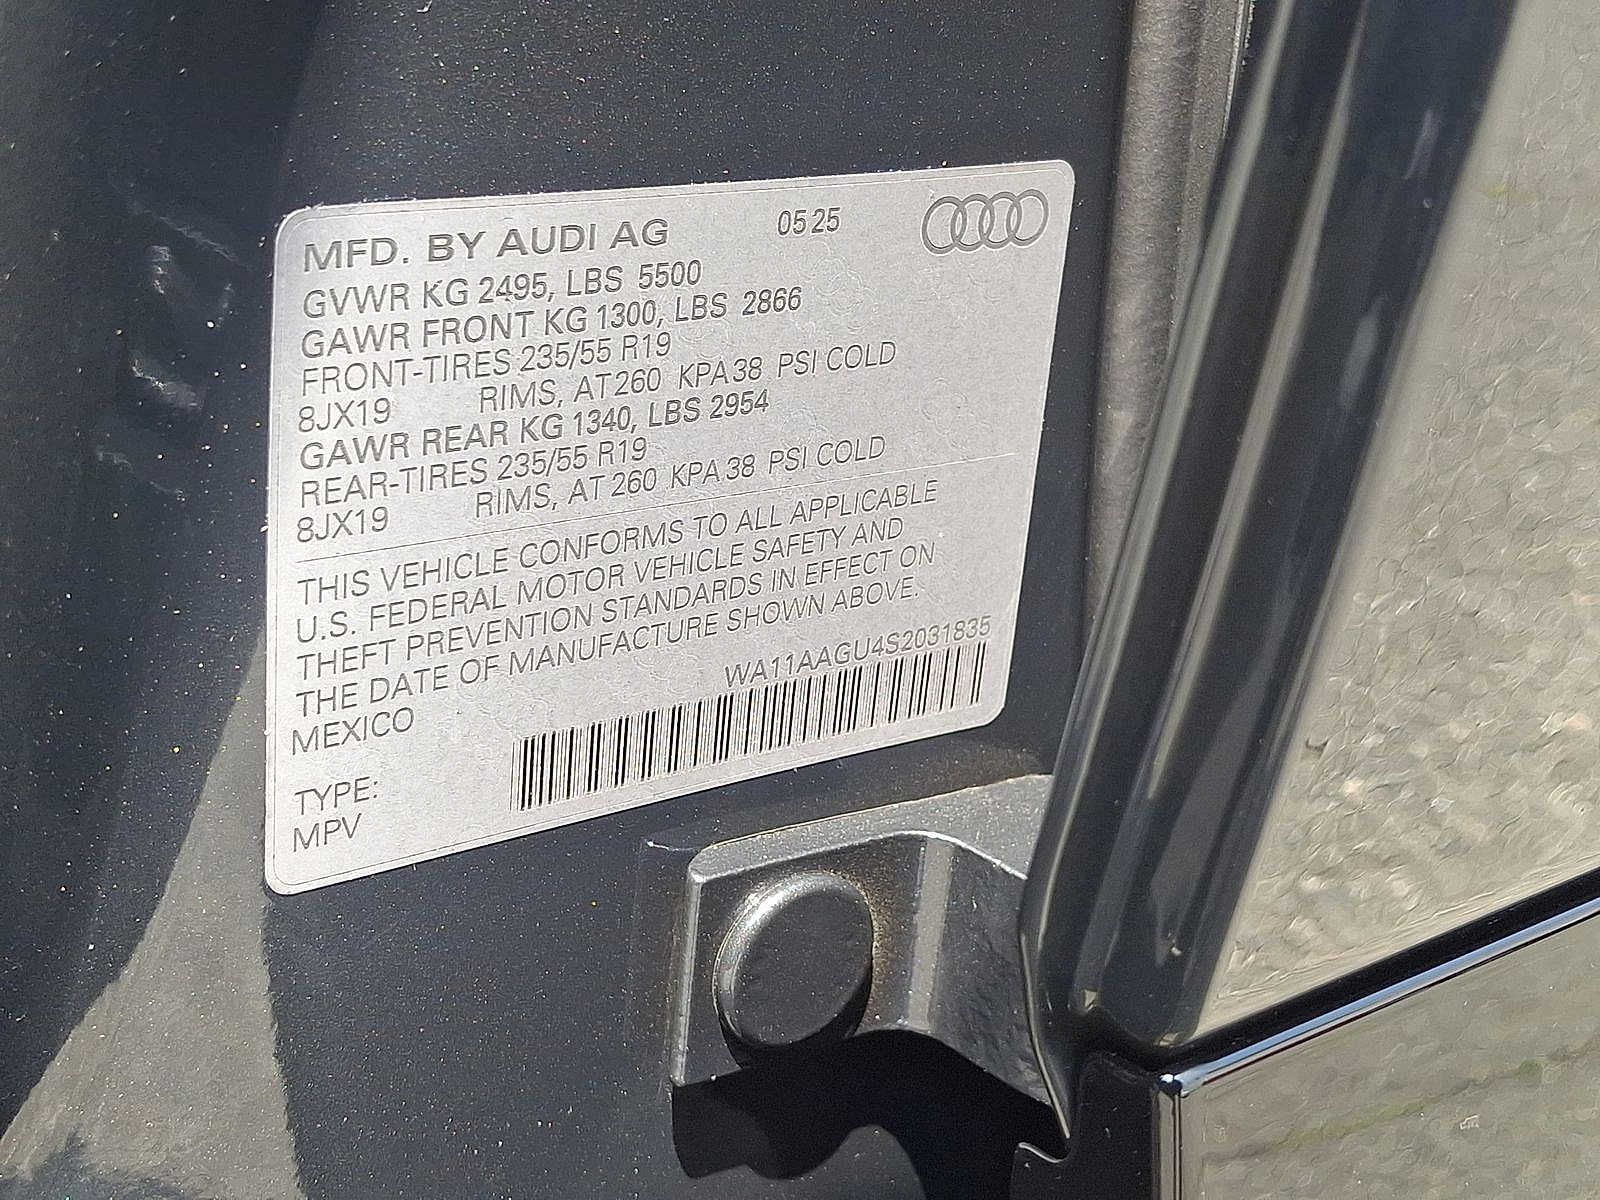 MFD. BY AUDI AG 05 25
GVWR KG 2495, LBS 5500
GAWR FRONT KG 1300, LBS 2866
FRONT-TIRES 235/55 R19
8JX19 RIMS, AT 260 KPA 38 PSI COLD
GAWR REAR KG 1340, LBS 2954
REAR-TIRES 235/55 R19
8JX19 RIMS, AT 260 KPA 38 PSI COLD
THIS VEHICLE CONFORMS TO ALL APPLICABLE
U.S. FEDERAL MOTOR VEHICLE SAFETY AND
THEFT PREVENTION STANDARDS IN EFFECT ON
THE DATE OF MANUFACTURE SHOWN ABOVE.
MEXICO WA11AAGU4S2031835
TYPE:
MPV